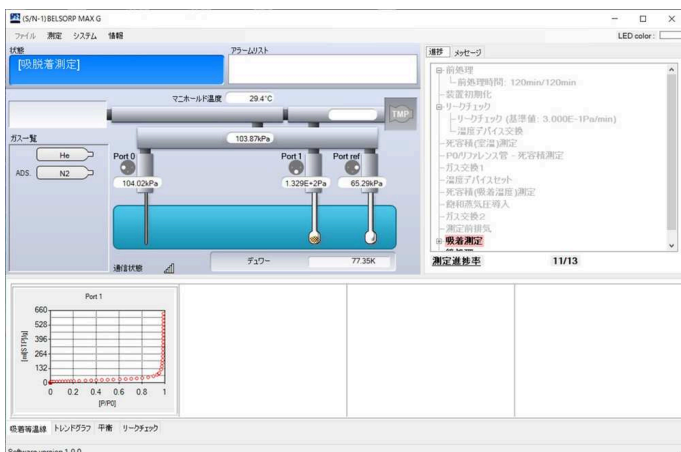 (S/N-1)BELSORP MAX G
ファイル 測定 システム 情報
LED color:
状態
アラームリスト
[吸脱着測定]
マニホールド温度 29.4°C
TMP
ガス一覧
103.87kPa
He
ADS. N2
Port 0
Port 1
Port ref
104.02kPa
1.329E+2Pa
65.29kPa
通信状態
デュワー 77.35K
進捗 メッセージ
前処理
前処理時間: 120min/120min
装置初期化
リークチェック
リークチェック (基準値: 3.000E-1Pa/min)
温度デバイス交換
死容積(室温)測定
P0/リファレンス管 - 死容積測定
ガス交換1
温度デバイスセット
死容積(吸着温度)測定
飽和蒸気圧導入
ガス交換2
測定前排気
吸着測定
測定進捗率 11/13
Port 1
660
528
396
264
132
0
[ml(STP)/g]
0 0.2 0.4 0.6 0.8 1
[P/P0]
吸着等温線 トレンドグラフ 平衡 リークチェック
Software version 1.0.0